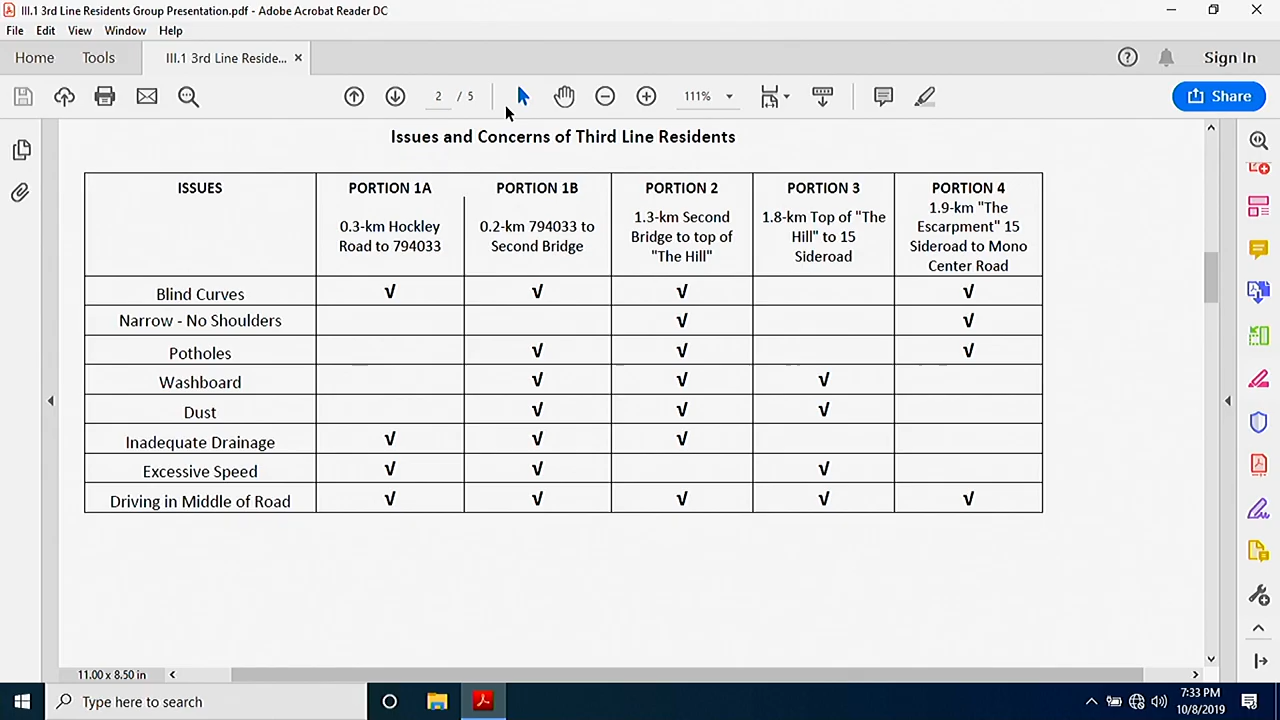 III.1 3rd Line Residents Group Presentation.pdf - Adobe Acrobat Reader DC
File Edit View Window Help
Home Tools III.1 3rd Line Reside... × Sign In
2 / 5 111% Share
Issues and Concerns of Third Line Residents
ISSUES PORTION 1A PORTION 1B PORTION 2 PORTION 3 PORTION 4
0.3-km Hockley Road to 794033 0.2-km 794033 to Second Bridge 1.3-km Second Bridge to top of "The Hill" 1.8-km Top of "The Hill" to 15 Sideroad 1.9-km "The Escarpment" 15 Sideroad to Mono Center Road
Blind Curves √ √ √ √
Narrow - No Shoulders √ √
Potholes √ √ √
Washboard √ √ √
Dust √ √ √
Inadequate Drainage √ √ √
Excessive Speed √ √ √
Driving in Middle of Road √ √ √ √ √
11.00 x 8.50 in
Type here to search
7:33 PM
10/8/2019